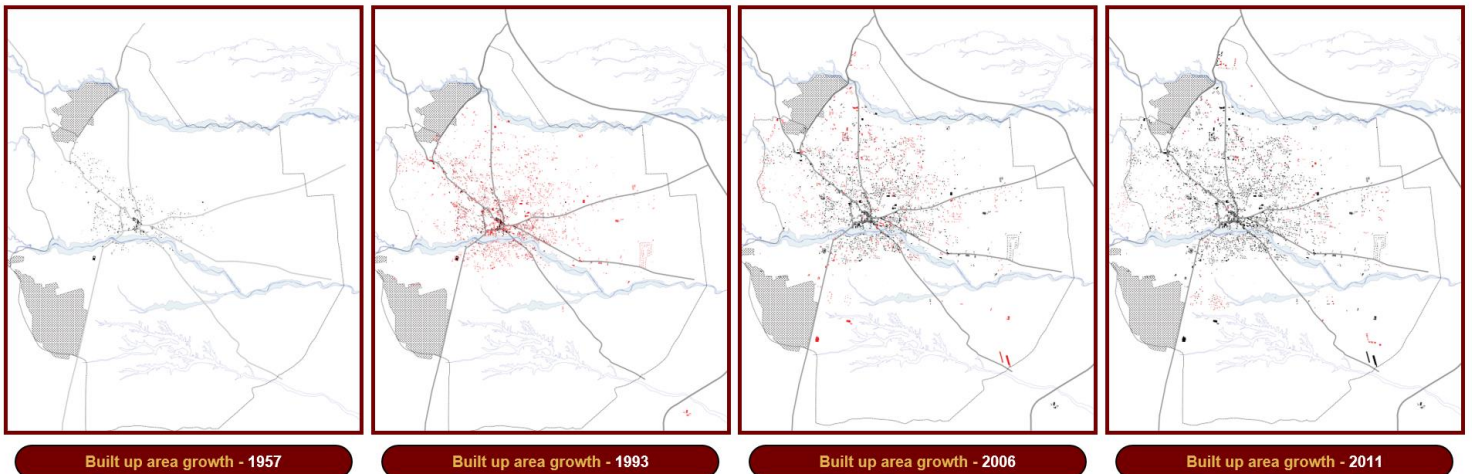 Built up area growth - 1957
Built up area growth - 1993
Built up area growth - 2006
Built up area growth - 2011